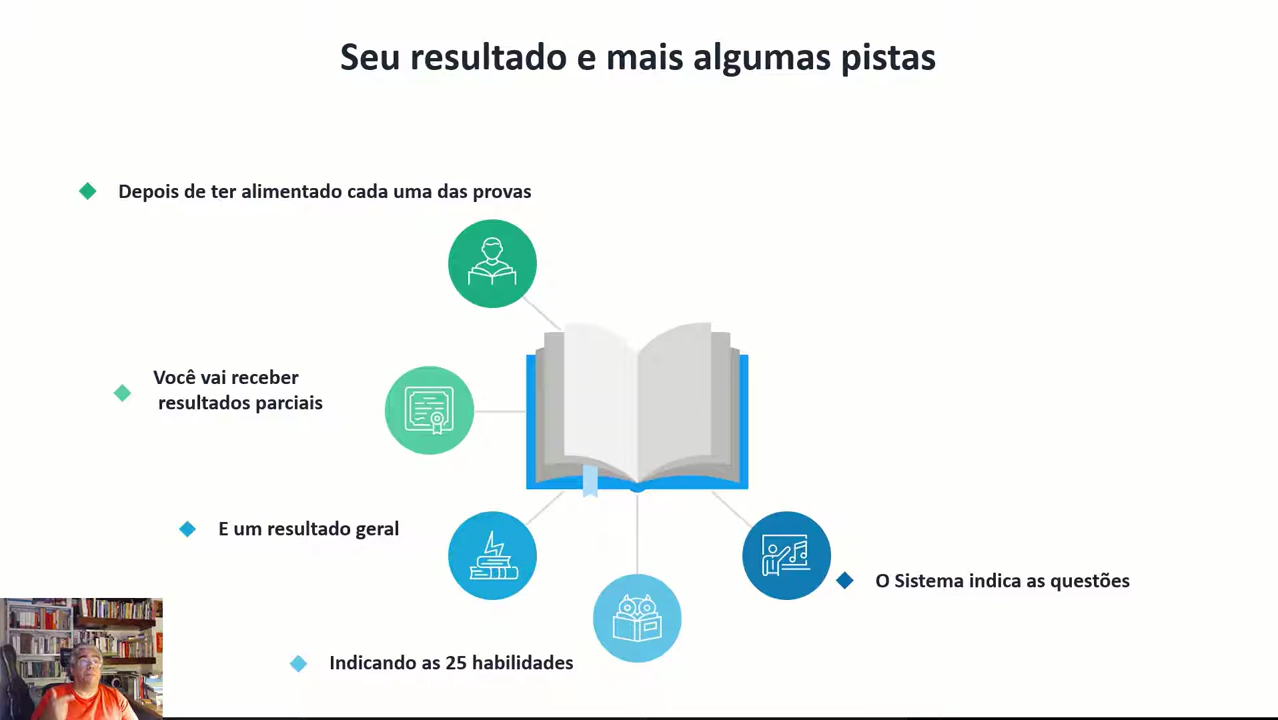 Seu resultado e mais algumas pistas
Depois de ter alimentado cada uma das provas
Você vai receber
resultados parciais
E um resultado geral
Indicando as 25 habilidades
O Sistema indica as questões